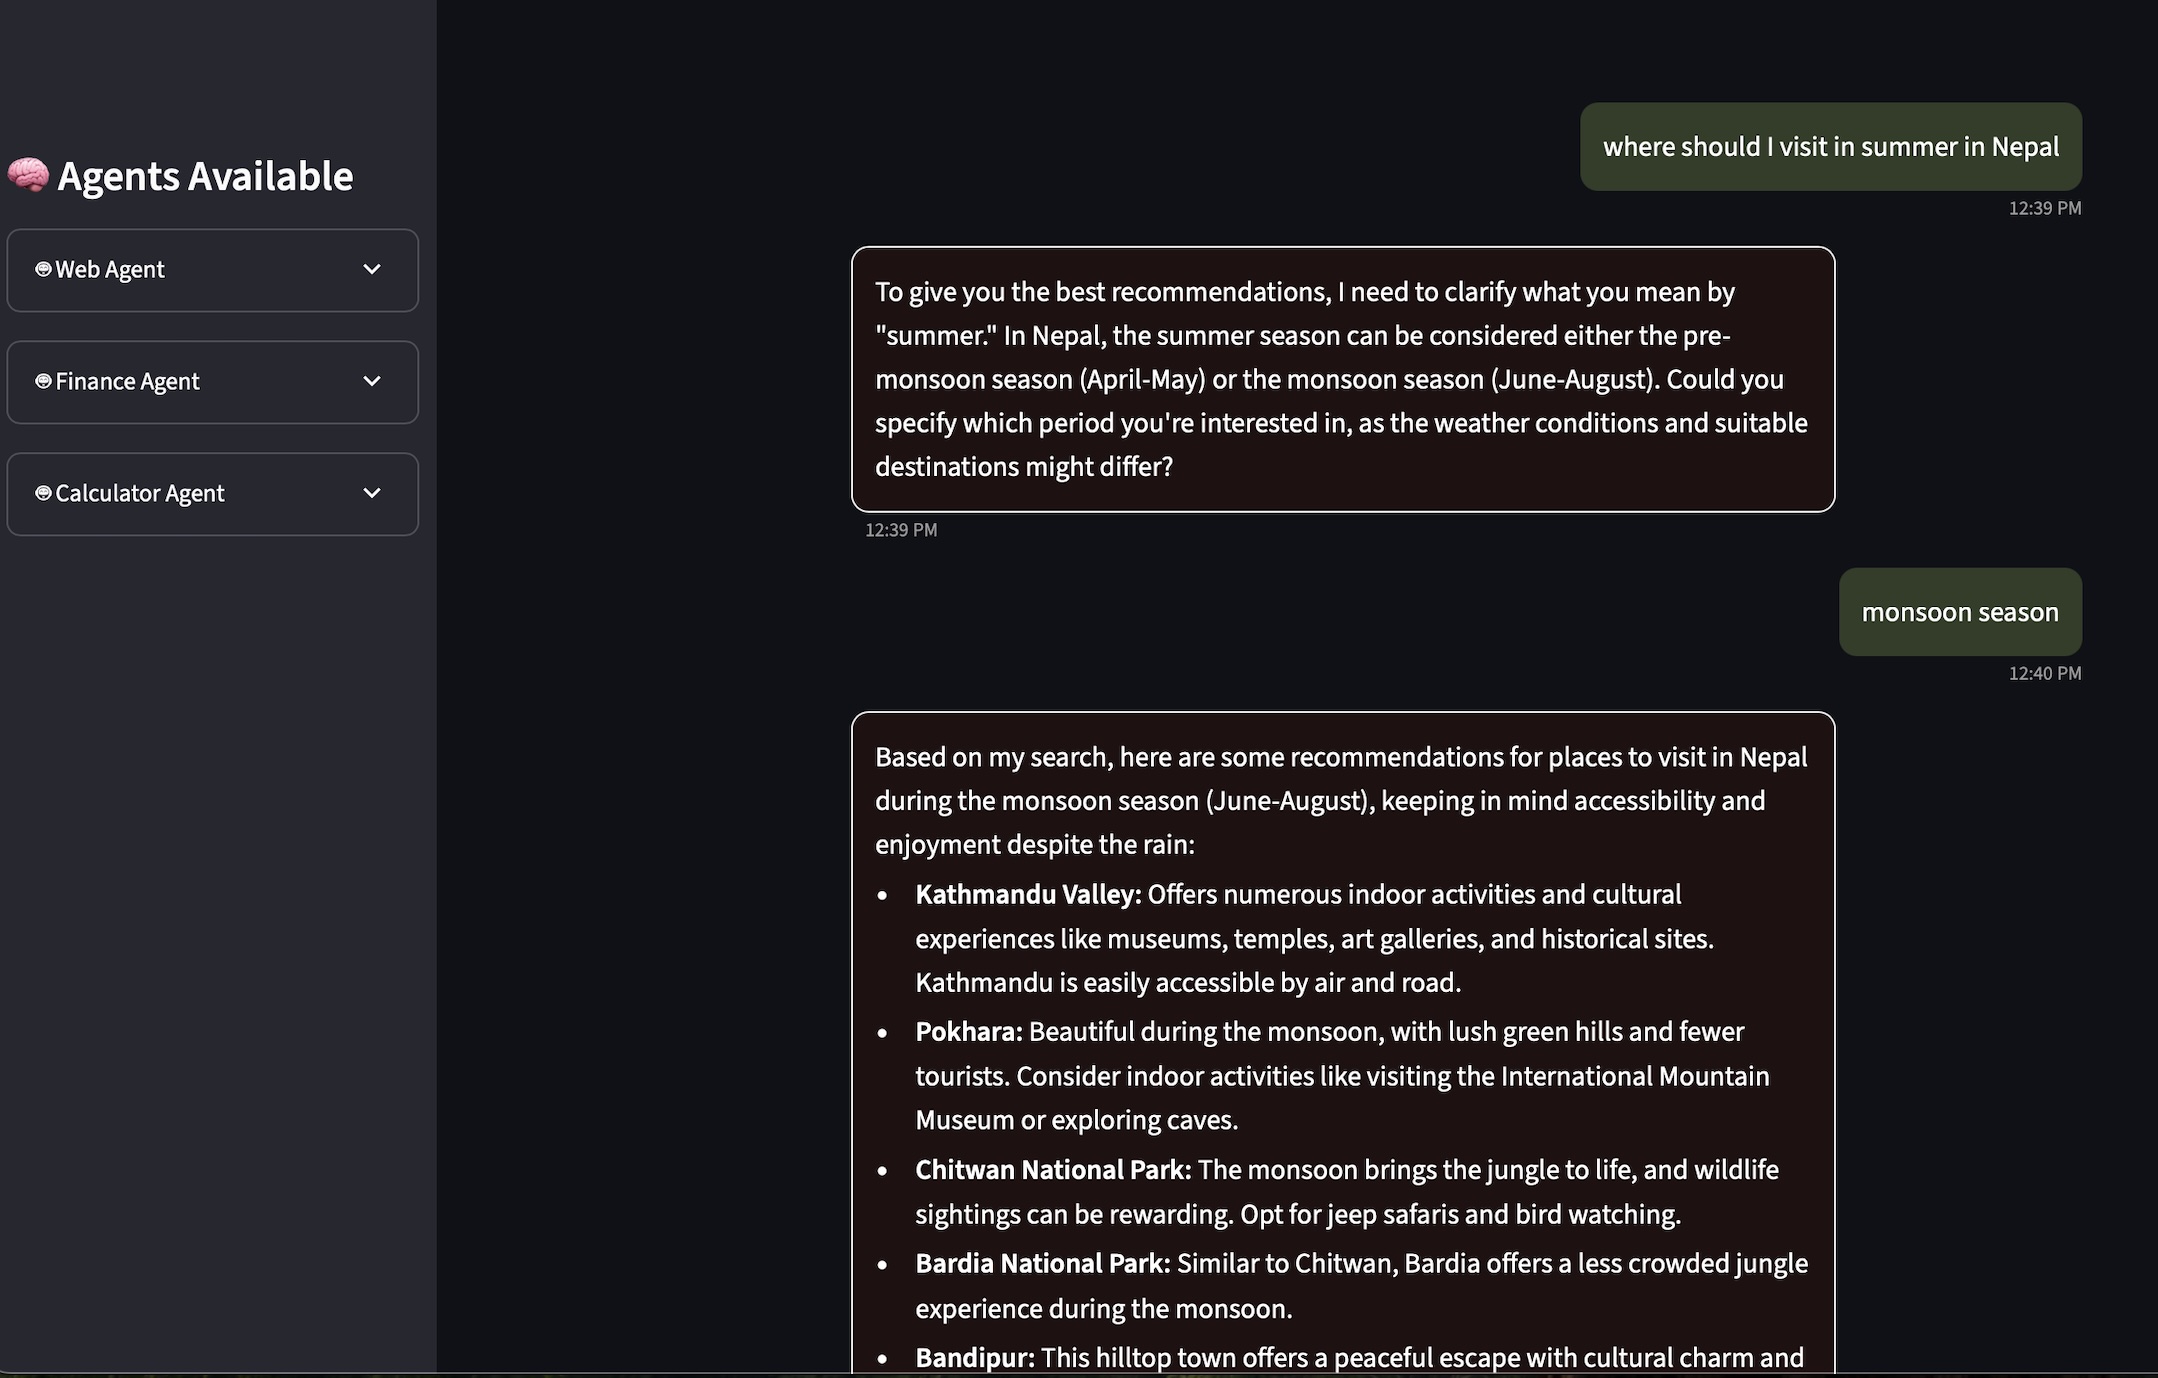 🧠 Agents Available
Web Agent
Finance Agent
Calculator Agent
where should I visit in summer in Nepal
12:39 PM
To give you the best recommendations, I need to clarify what you mean by
"summer." In Nepal, the summer season can be considered either the pre-
monsoon season (April-May) or the monsoon season (June-August). Could you
specify which period you're interested in, as the weather conditions and suitable
destinations might differ?
12:39 PM
monsoon season
12:40 PM
Based on my search, here are some recommendations for places to visit in Nepal
during the monsoon season (June-August), keeping in mind accessibility and
enjoyment despite the rain:
• Kathmandu Valley: Offers numerous indoor activities and cultural
experiences like museums, temples, art galleries, and historical sites.
Kathmandu is easily accessible by air and road.
• Pokhara: Beautiful during the monsoon, with lush green hills and fewer
tourists. Consider indoor activities like visiting the International Mountain
Museum or exploring caves.
• Chitwan National Park: The monsoon brings the jungle to life, and wildlife
sightings can be rewarding. Opt for jeep safaris and bird watching.
• Bardia National Park: Similar to Chitwan, Bardia offers a less crowded jungle
experience during the monsoon.
• Bandipur: This hilltop town offers a peaceful escape with cultural charm and